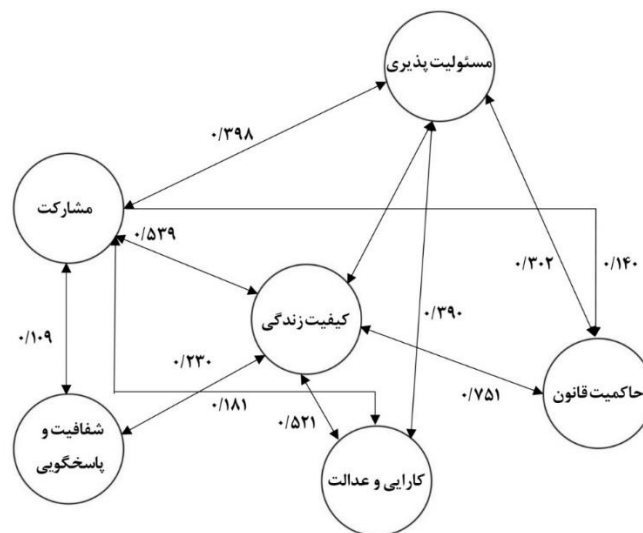 مسئولیت پذیری
۰/۳۹۸
مشارکت
۰/۵۳۹
کیفیت زندگی
۰/۳۰۲
۰/۱۴۰
۰/۳۹۰
۰/۱۰۹
۰/۲۳۰
۰/۷۵۱
حاکمیت قانون
۰/۱۸۱
۰/۵۲۱
شفافیت و
پاسخگویی
کارایی و عدالت